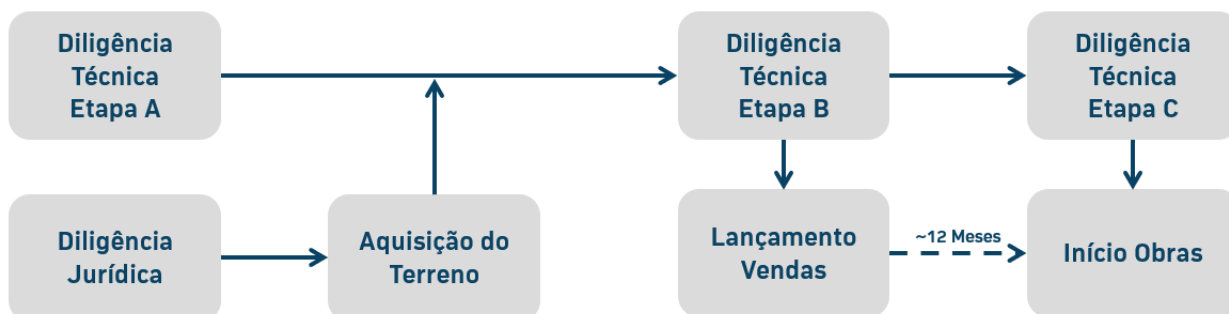 Diligência
Técnica
Etapa A
Diligência
Técnica
Etapa B
Diligência
Técnica
Etapa C
Diligência
Jurídica
Aquisição do
Terreno
Lançamento
Vendas
~12 Meses
Início Obras